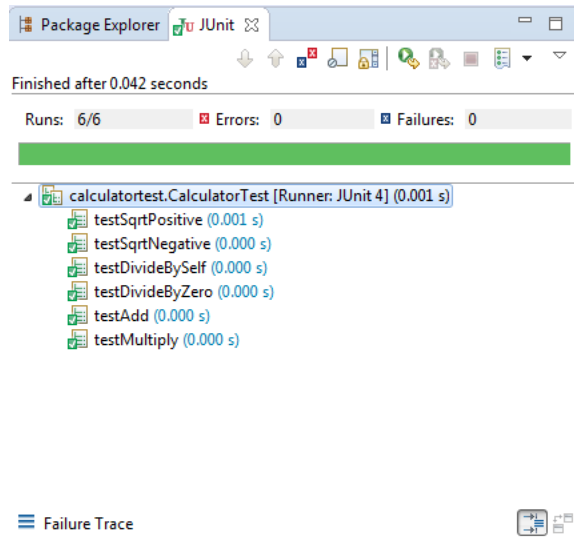 Package Explorer JUnit
Finished after 0.042 seconds
Runs: 6/6 Errors: 0 Failures: 0
calculatortest.CalculatorTest [Runner: JUnit 4] (0.001 s)
testSqrtPositive (0.001 s)
testSqrtNegative (0.000 s)
testDivideBySelf (0.000 s)
testDivideByZero (0.000 s)
testAdd (0.000 s)
testMultiply (0.000 s)
Failure Trace